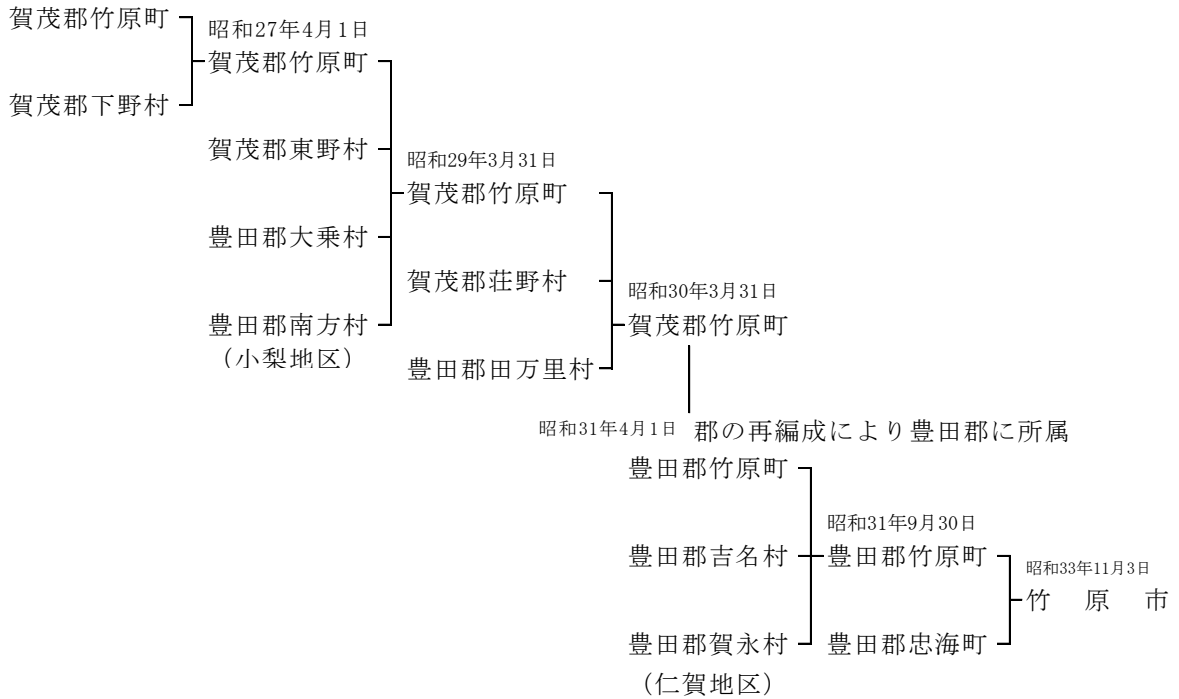 賀茂郡竹原町
昭和27年4月1日
賀茂郡竹原町
賀茂郡下野村
賀茂郡東野村
昭和29年3月31日
賀茂郡竹原町
豊田郡大乗村
賀茂郡荘野村
昭和30年3月31日
豊田郡南方村
賀茂郡竹原町
(小梨地区)
豊田郡田万里村
昭和31年4月1日 郡の再編成により豊田郡に所属
豊田郡竹原町
昭和31年9月30日
豊田郡吉名村
豊田郡竹原町
昭和33年11月3日
竹 原 市
豊田郡賀永村
豊田郡忠海町
(仁賀地区)